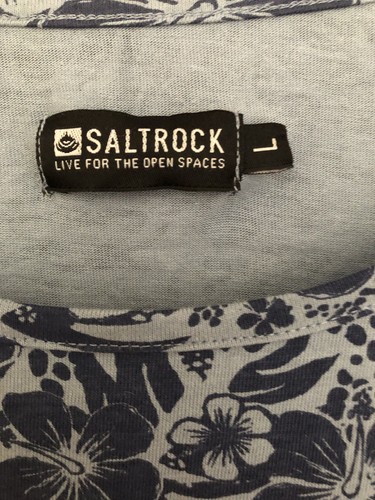 SALTROCK
LIVE FOR THE OPEN SPACES
L